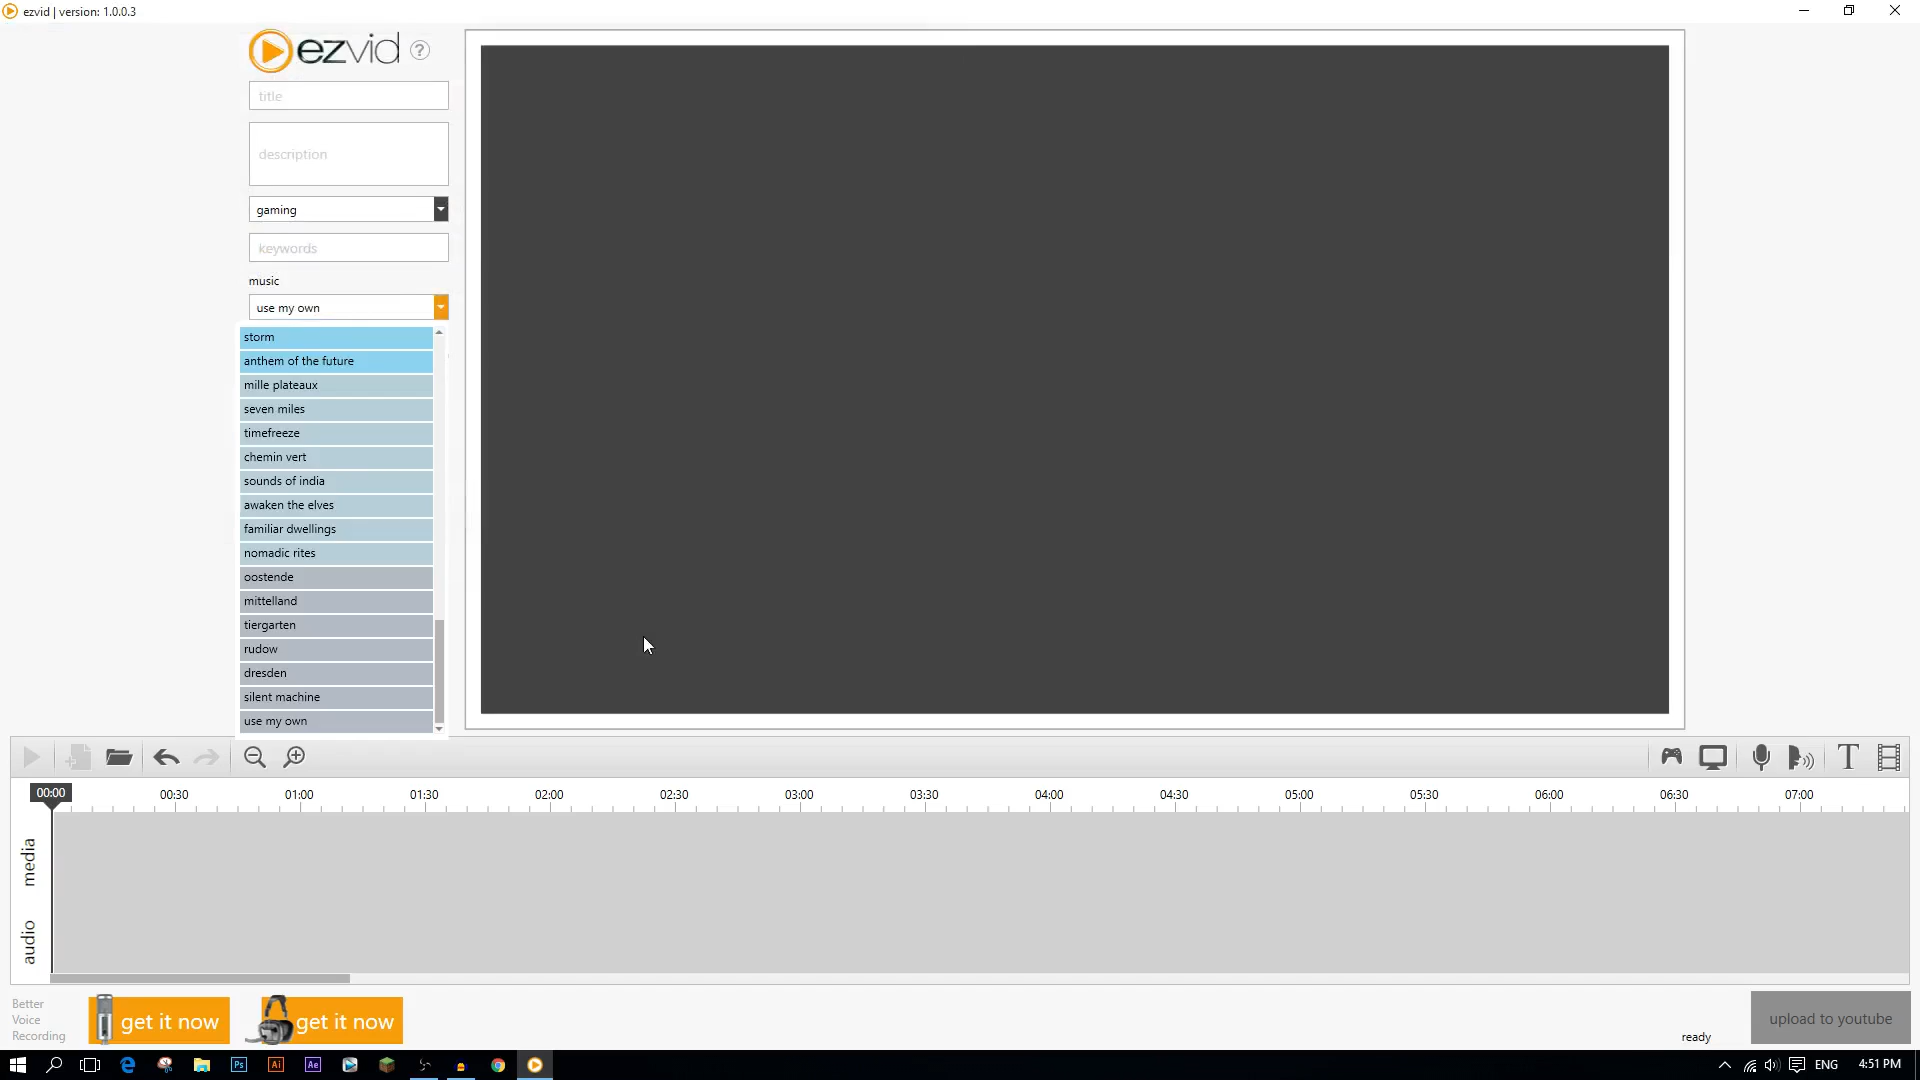 ezvid | version: 1.0.0.3
ezvid ?
title
description
gaming
keywords
music
use my own
storm
anthem of the future
mille plateaux
seven miles
timefreeze
chemin vert
sounds of india
awaken the elves
familiar dwellings
nomadic rites
oostende
mittelland
tiergarten
rudow
dresden
silent machine
use my own
T
00:00 00:30 01:00 01:30 02:00 02:30 03:00 03:30 04:00 04:30 05:00 05:30 06:00 06:30 07:00
media
audio
Better
Voice
Recording
get it now
get it now
ready
upload to youtube
Ps Ai Ae ENG 4:51 PM